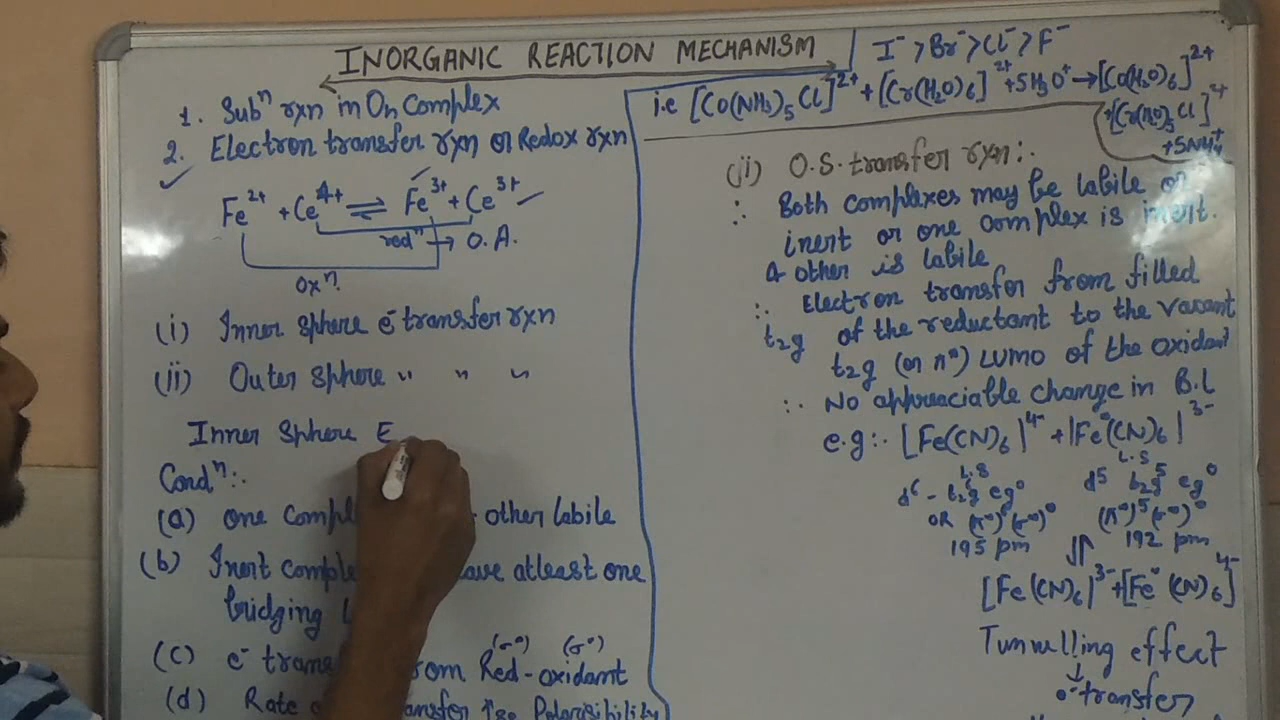 INORGANIC REACTION MECHANISM
1. Subⁿ rxn in Oh Complex
2. Electron transfer rxn or Redox rxn
✓
Fe²⁺ + Ce⁴⁺ ⇌ Fe³⁺ + Ce³⁺ ✓
redⁿ → O.A.
Oxⁿ.
(i) Inner sphere e⁻ transfer rxn
(ii) Outer sphere " " "
Inner Sphere E
Condⁿ:.
(a) one other labile
(b) Inert atleast one
bridging
(c) e⁻ Red-oxidant
(σ*) (σ*)
(d) Rate Polarisibility
I⁻ > Br⁻ > Cl⁻ > F⁻
i.e [Co(NH₃)₅Cl]²⁺ + [Cr(H₂O)₆]²⁺ + 5H₃O⁺ → [Co(H₂O)₆]²⁺
+[Cr(H₂O)₅Cl]²⁺
+5NH₄⁺
(ii) O.S. transfer rxn:.
∴ Both complexes may be labile or
inert or one complex is inert.
& other is labile
∴ Electron transfer from filled
t₂g of the reductant to the vacant
t₂g (or π*) LUMO of the oxidant
∴ No appreaciable change in B.L
e.g:. [Fe(CN)₆]⁴⁻ + [Fe*(CN)₆]³⁻
L.S L.S
d⁶ - t₂g⁶ eg⁰ d⁵ t₂g⁵ eg⁰
OR (π*)⁶(σ*)⁰ (π*)⁵(σ*)⁰
195 pm ⇌ 192 pm
[Fe(CN)₆]³⁻ + [Fe*(CN)₆]⁴⁻
Tunnelling effect
↓
e⁻ transfer